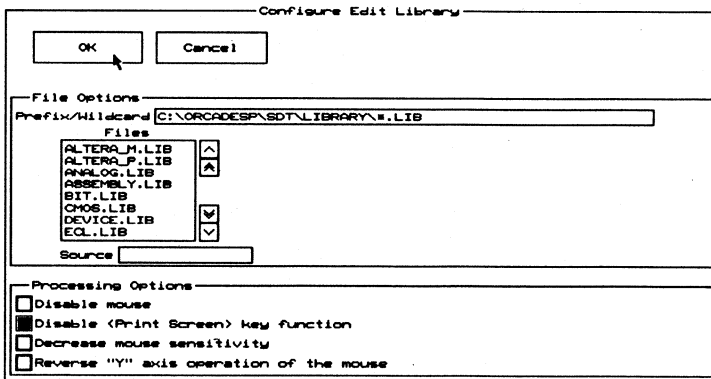 Configure Edit Library
OK
Cancel
File Options
Prefix/Wildcard C:\ORCADESP\SDT\LIBRARY\*.LIB
Files
ALTERA_M.LIB
ALTERA_P.LIB
ANALOG.LIB
ASSEMBLY.LIB
BIT.LIB
CMOS.LIB
DEVICE.LIB
ECL.LIB
Source
Processing Options
Disable mouse
Disable <Print Screen> key function
Decrease mouse sensitivity
Reverse "Y" axis operation of the mouse